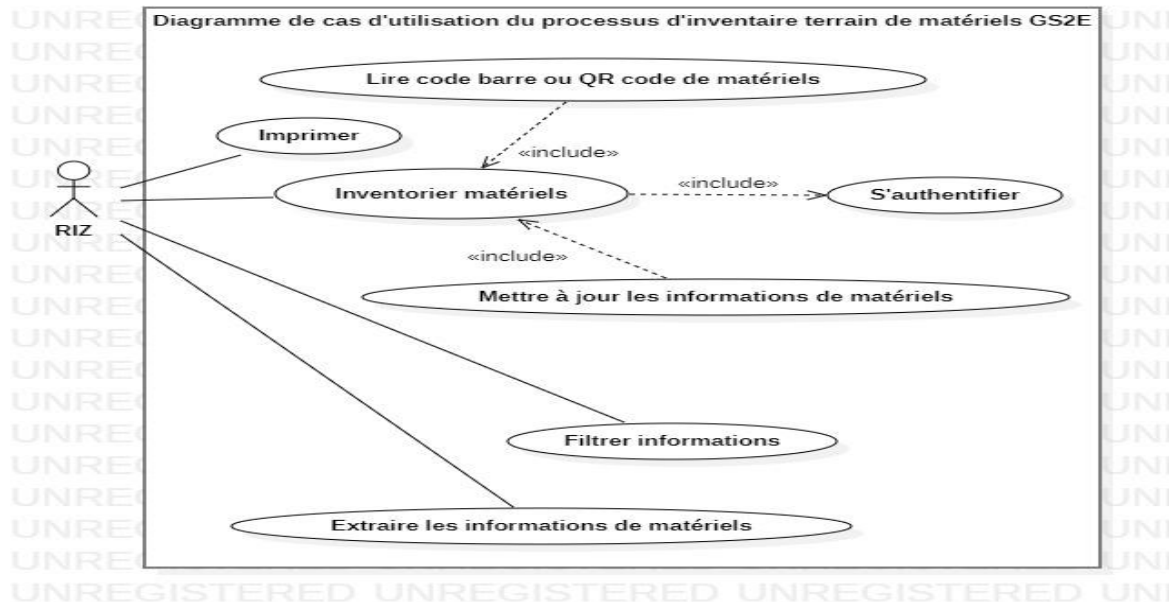 Diagramme de cas d'utilisation du processus d'inventaire terrain de matériels GS2E
Lire code barre ou QR code de matériels
Imprimer
«include»
Inventorier matériels
«include»
S'authentifier
RIZ
«include»
Mettre à jour les informations de matériels
Filtrer informations
Extraire les informations de matériels
UNREGISTERED UNREGISTERED UNREGISTERED UNI